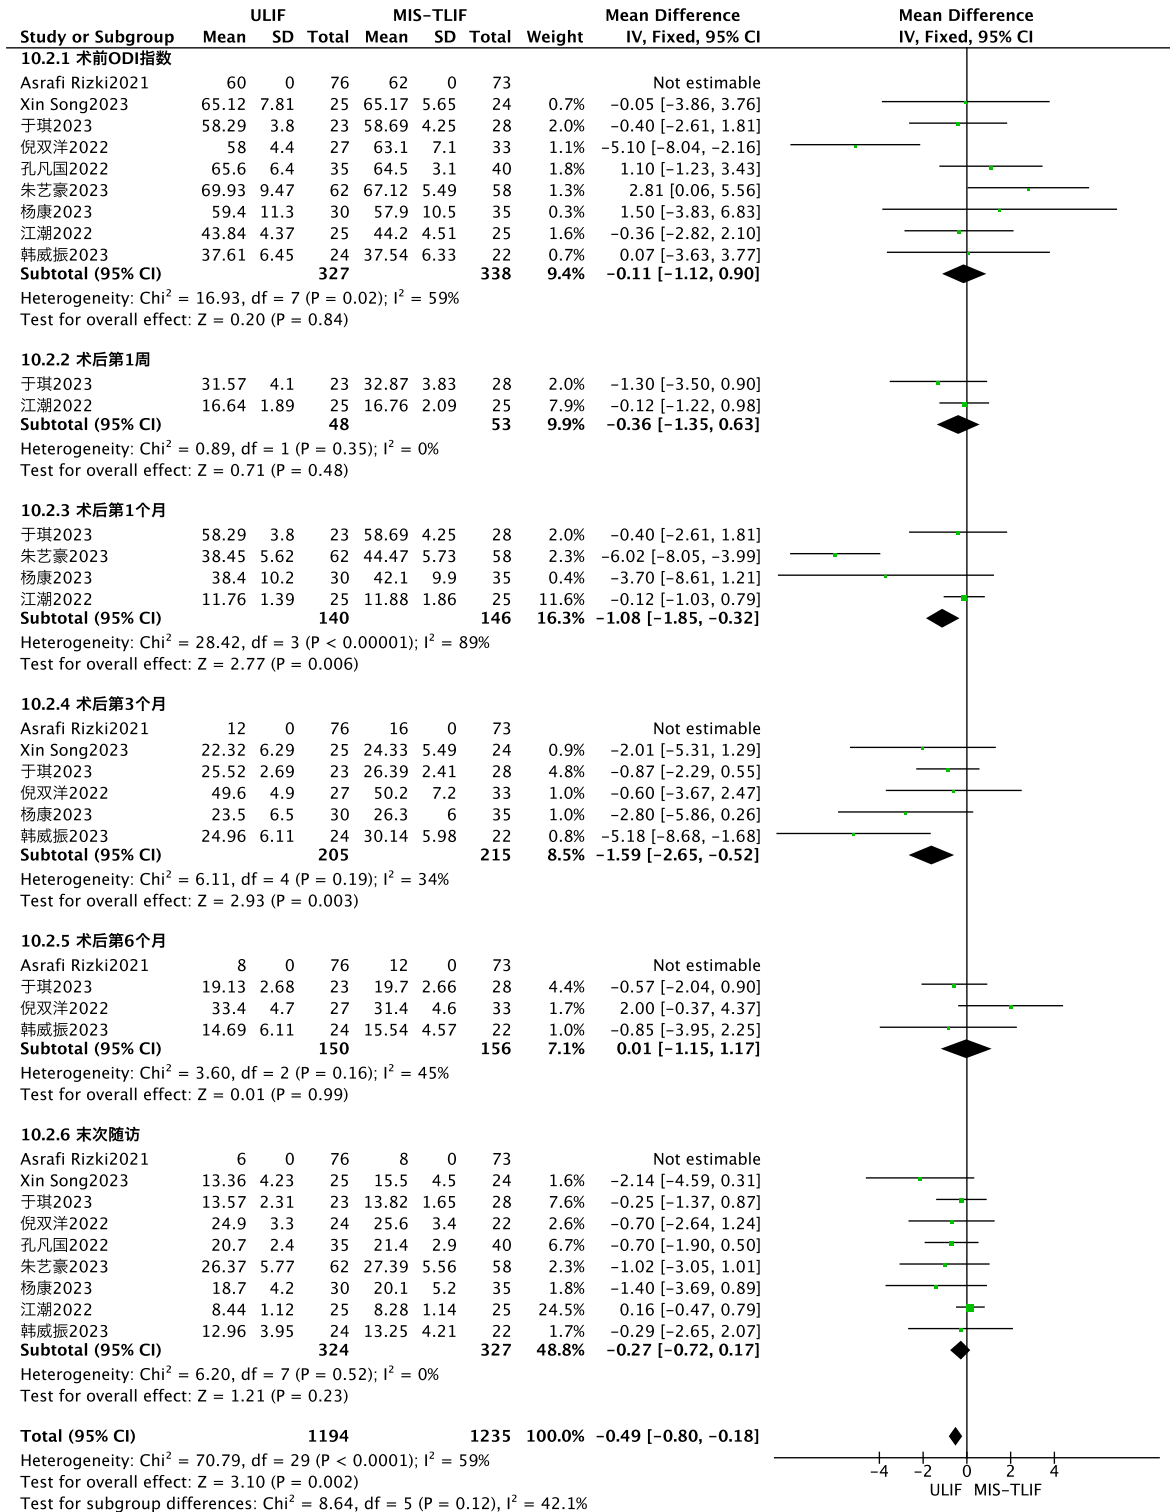 ULIF MIS-TLIF Mean Difference Mean Difference
Study or Subgroup Mean SD Total Mean SD Total Weight IV, Fixed, 95% CI IV, Fixed, 95% CI
10.2.1 术前ODI指数
Asrafi Rizki2021 60 0 76 62 0 73 Not estimable
Xin Song2023 65.12 7.81 25 65.17 5.65 24 0.7% -0.05 [-3.86, 3.76]
于琪2023 58.29 3.8 23 58.69 4.25 28 2.0% -0.40 [-2.61, 1.81]
倪双洋2022 58 4.4 27 63.1 7.1 33 1.1% -5.10 [-8.04, -2.16]
孔凡国2022 65.6 6.4 35 64.5 3.1 40 1.8% 1.10 [-1.23, 3.43]
朱艺豪2023 69.93 9.47 62 67.12 5.49 58 1.3% 2.81 [0.06, 5.56]
杨康2023 59.4 11.3 30 57.9 10.5 35 0.3% 1.50 [-3.83, 6.83]
江潮2022 43.84 4.37 25 44.2 4.51 25 1.6% -0.36 [-2.82, 2.10]
韩威振2023 37.61 6.45 24 37.54 6.33 22 0.7% 0.07 [-3.63, 3.77]
Subtotal (95% CI) 327 338 9.4% -0.11 [-1.12, 0.90]
Heterogeneity: Chi² = 16.93, df = 7 (P = 0.02); I² = 59%
Test for overall effect: Z = 0.20 (P = 0.84)
10.2.2 术后第1周
于琪2023 31.57 4.1 23 32.87 3.83 28 2.0% -1.30 [-3.50, 0.90]
江潮2022 16.64 1.89 25 16.76 2.09 25 7.9% -0.12 [-1.22, 0.98]
Subtotal (95% CI) 48 53 9.9% -0.36 [-1.35, 0.63]
Heterogeneity: Chi² = 0.89, df = 1 (P = 0.35); I² = 0%
Test for overall effect: Z = 0.71 (P = 0.48)
10.2.3 术后第1个月
于琪2023 58.29 3.8 23 58.69 4.25 28 2.0% -0.40 [-2.61, 1.81]
朱艺豪2023 38.45 5.62 62 44.47 5.73 58 2.3% -6.02 [-8.05, -3.99]
杨康2023 38.4 10.2 30 42.1 9.9 35 0.4% -3.70 [-8.61, 1.21]
江潮2022 11.76 1.39 25 11.88 1.86 25 11.6% -0.12 [-1.03, 0.79]
Subtotal (95% CI) 140 146 16.3% -1.08 [-1.85, -0.32]
Heterogeneity: Chi² = 28.42, df = 3 (P < 0.00001); I² = 89%
Test for overall effect: Z = 2.77 (P = 0.006)
10.2.4 术后第3个月
Asrafi Rizki2021 12 0 76 16 0 73 Not estimable
Xin Song2023 22.32 6.29 25 24.33 5.49 24 0.9% -2.01 [-5.31, 1.29]
于琪2023 25.52 2.69 23 26.39 2.41 28 4.8% -0.87 [-2.29, 0.55]
倪双洋2022 49.6 4.9 27 50.2 7.2 33 1.0% -0.60 [-3.67, 2.47]
杨康2023 23.5 6.5 30 26.3 6 35 1.0% -2.80 [-5.86, 0.26]
韩威振2023 24.96 6.11 24 30.14 5.98 22 0.8% -5.18 [-8.68, -1.68]
Subtotal (95% CI) 205 215 8.5% -1.59 [-2.65, -0.52]
Heterogeneity: Chi² = 6.11, df = 4 (P = 0.19); I² = 34%
Test for overall effect: Z = 2.93 (P = 0.003)
10.2.5 术后第6个月
Asrafi Rizki2021 8 0 76 12 0 73 Not estimable
于琪2023 19.13 2.68 23 19.7 2.66 28 4.4% -0.57 [-2.04, 0.90]
倪双洋2022 33.4 4.7 27 31.4 4.6 33 1.7% 2.00 [-0.37, 4.37]
韩威振2023 14.69 6.11 24 15.54 4.57 22 1.0% -0.85 [-3.95, 2.25]
Subtotal (95% CI) 150 156 7.1% 0.01 [-1.15, 1.17]
Heterogeneity: Chi² = 3.60, df = 2 (P = 0.16); I² = 45%
Test for overall effect: Z = 0.01 (P = 0.99)
10.2.6 末次随访
Asrafi Rizki2021 6 0 76 8 0 73 Not estimable
Xin Song2023 13.36 4.23 25 15.5 4.5 24 1.6% -2.14 [-4.59, 0.31]
于琪2023 13.57 2.31 23 13.82 1.65 28 7.6% -0.25 [-1.37, 0.87]
倪双洋2022 24.9 3.3 24 25.6 3.4 22 2.6% -0.70 [-2.64, 1.24]
孔凡国2022 20.7 2.4 35 21.4 2.9 40 6.7% -0.70 [-1.90, 0.50]
朱艺豪2023 26.37 5.77 62 27.39 5.56 58 2.3% -1.02 [-3.05, 1.01]
杨康2023 18.7 4.2 30 20.1 5.2 35 1.8% -1.40 [-3.69, 0.89]
江潮2022 8.44 1.12 25 8.28 1.14 25 24.5% 0.16 [-0.47, 0.79]
韩威振2023 12.96 3.95 24 13.25 4.21 22 1.7% -0.29 [-2.65, 2.07]
Subtotal (95% CI) 324 327 48.8% -0.27 [-0.72, 0.17]
Heterogeneity: Chi² = 6.20, df = 7 (P = 0.52); I² = 0%
Test for overall effect: Z = 1.21 (P = 0.23)
Total (95% CI) 1194 1235 100.0% -0.49 [-0.80, -0.18]
Heterogeneity: Chi² = 70.79, df = 29 (P < 0.0001); I² = 59%
Test for overall effect: Z = 3.10 (P = 0.002)
Test for subgroup differences: Chi² = 8.64, df = 5 (P = 0.12), I² = 42.1%
-4 -2 0 2 4
ULIF MIS-TLIF